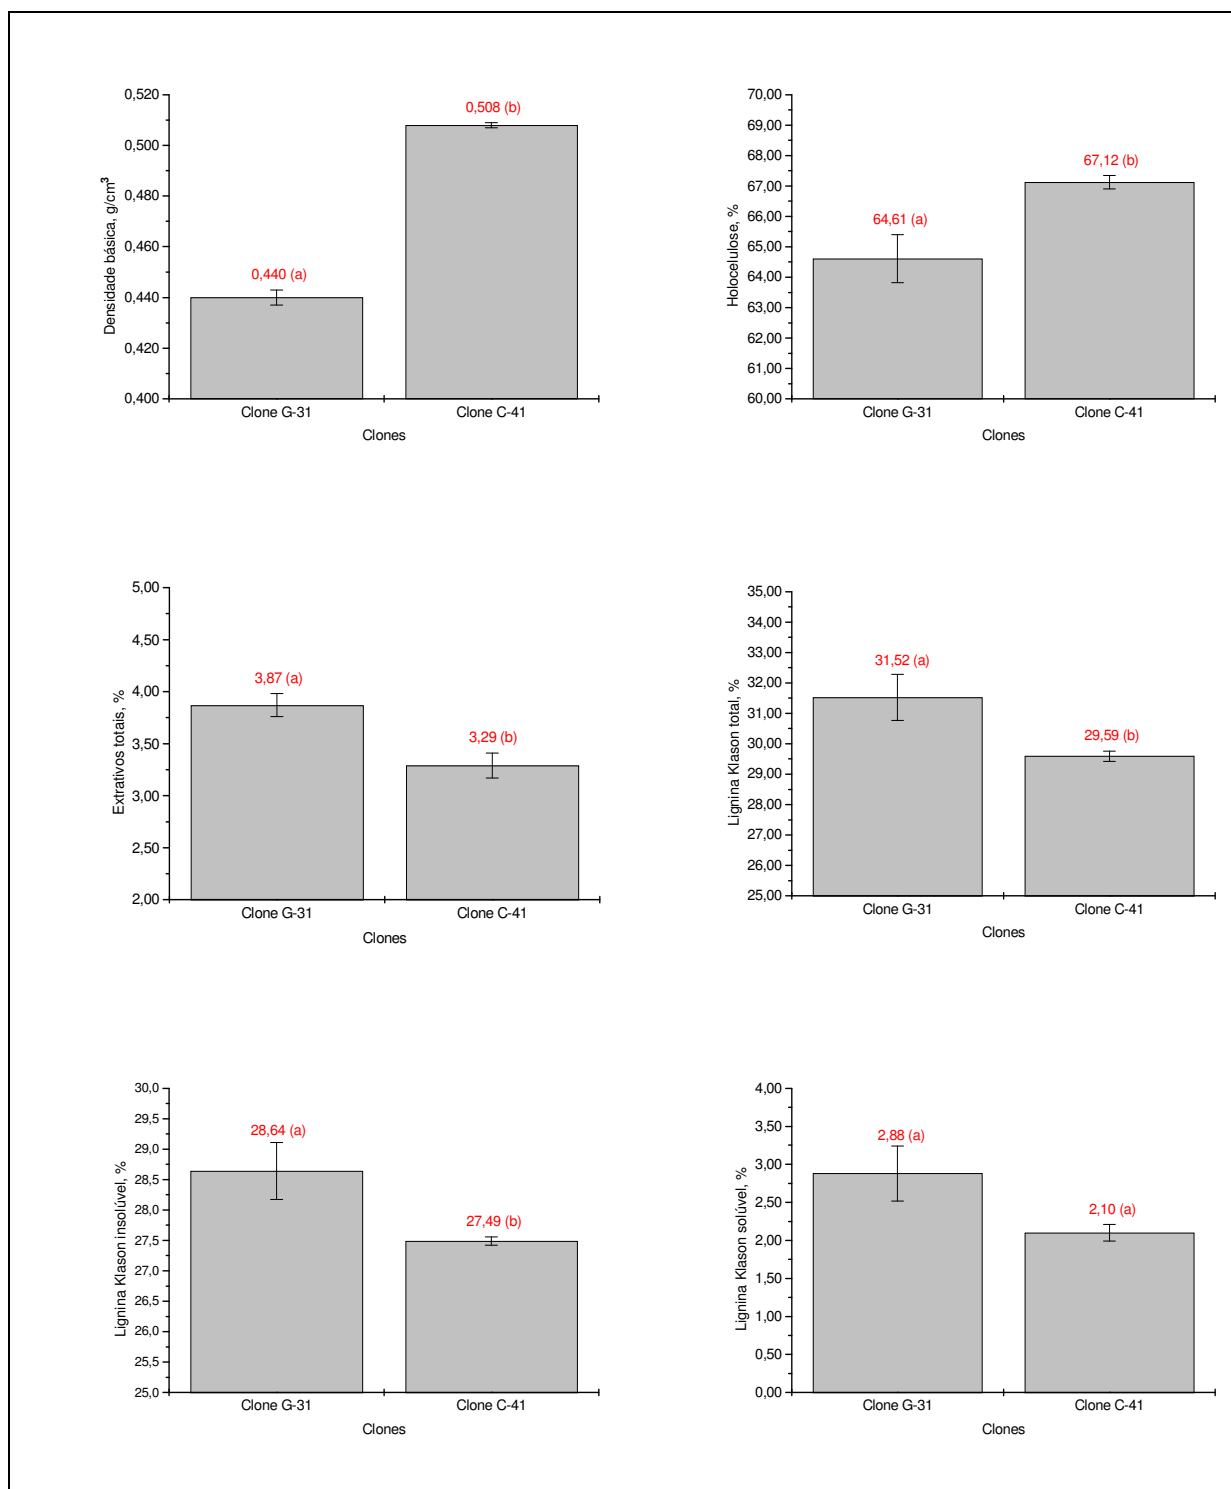 0,520
0,500
0,480
0,460
0,440
0,420
0,400
Densidade básica, g/cm³
0,440 (a)
0,508 (b)
Clone G-31
Clone C-41
Clones
70,00
69,00
68,00
67,00
66,00
65,00
64,00
63,00
62,00
61,00
60,00
Holocelulose, %
64,61 (a)
67,12 (b)
Clone G-31
Clone C-41
Clones
5,00
4,50
4,00
3,50
3,00
2,50
2,00
Extrativos totais, %
3,87 (a)
3,29 (b)
Clone G-31
Clone C-41
Clones
35,00
34,00
33,00
32,00
31,00
30,00
29,00
28,00
27,00
26,00
25,00
Lignina Klason total, %
31,52 (a)
29,59 (b)
Clone G-31
Clone C-41
Clones
30,0
29,5
29,0
28,5
28,0
27,5
27,0
26,5
26,0
25,5
25,0
Lignina Klason insolúvel, %
28,64 (a)
27,49 (b)
Clone G-31
Clone C-41
Clones
4,00
3,50
3,00
2,50
2,00
1,50
1,00
0,50
0,00
Lignina Klason solúvel, %
2,88 (a)
2,10 (a)
Clone G-31
Clone C-41
Clones